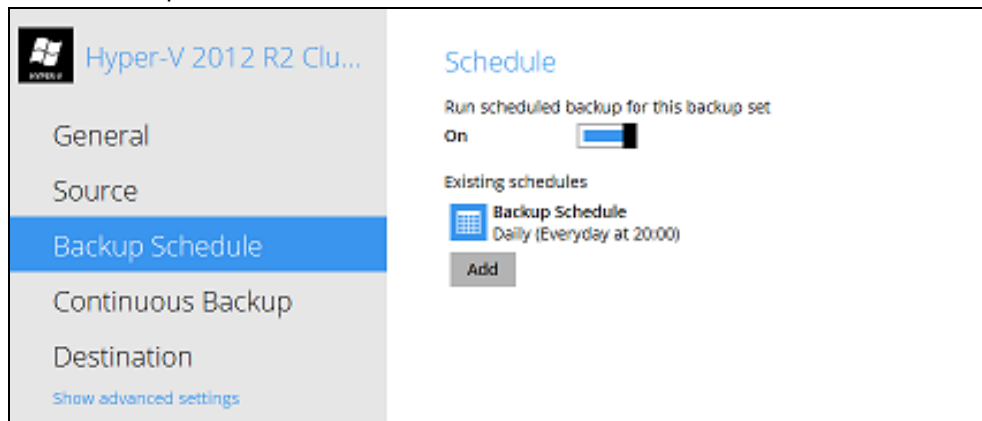 HYPER-V
Hyper-V 2012 R2 Clu...
General
Source
Backup Schedule
Continuous Backup
Destination
Show advanced settings
Schedule
Run scheduled backup for this backup set
On
Existing schedules
Backup Schedule
Daily (Everyday at 20:00)
Add